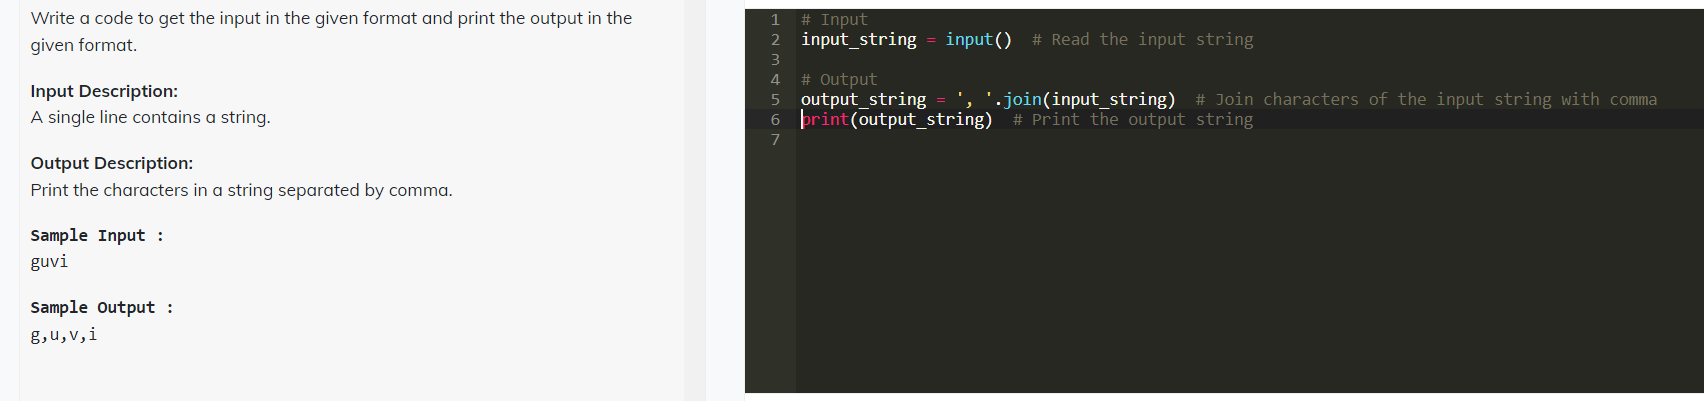 Write a code to get the input in the given format and print the output in the
given format.
Input Description:
A single line contains a string.
Output Description:
Print the characters in a string separated by comma.
Sample Input :
guvi
Sample Output :
g,u,v,i
1 # Input
2 input_string = input()  # Read the input string
3
4 # Output
5 output_string = ', '.join(input_string)  # Join characters of the input string with comma
6 print(output_string)  # Print the output string
7